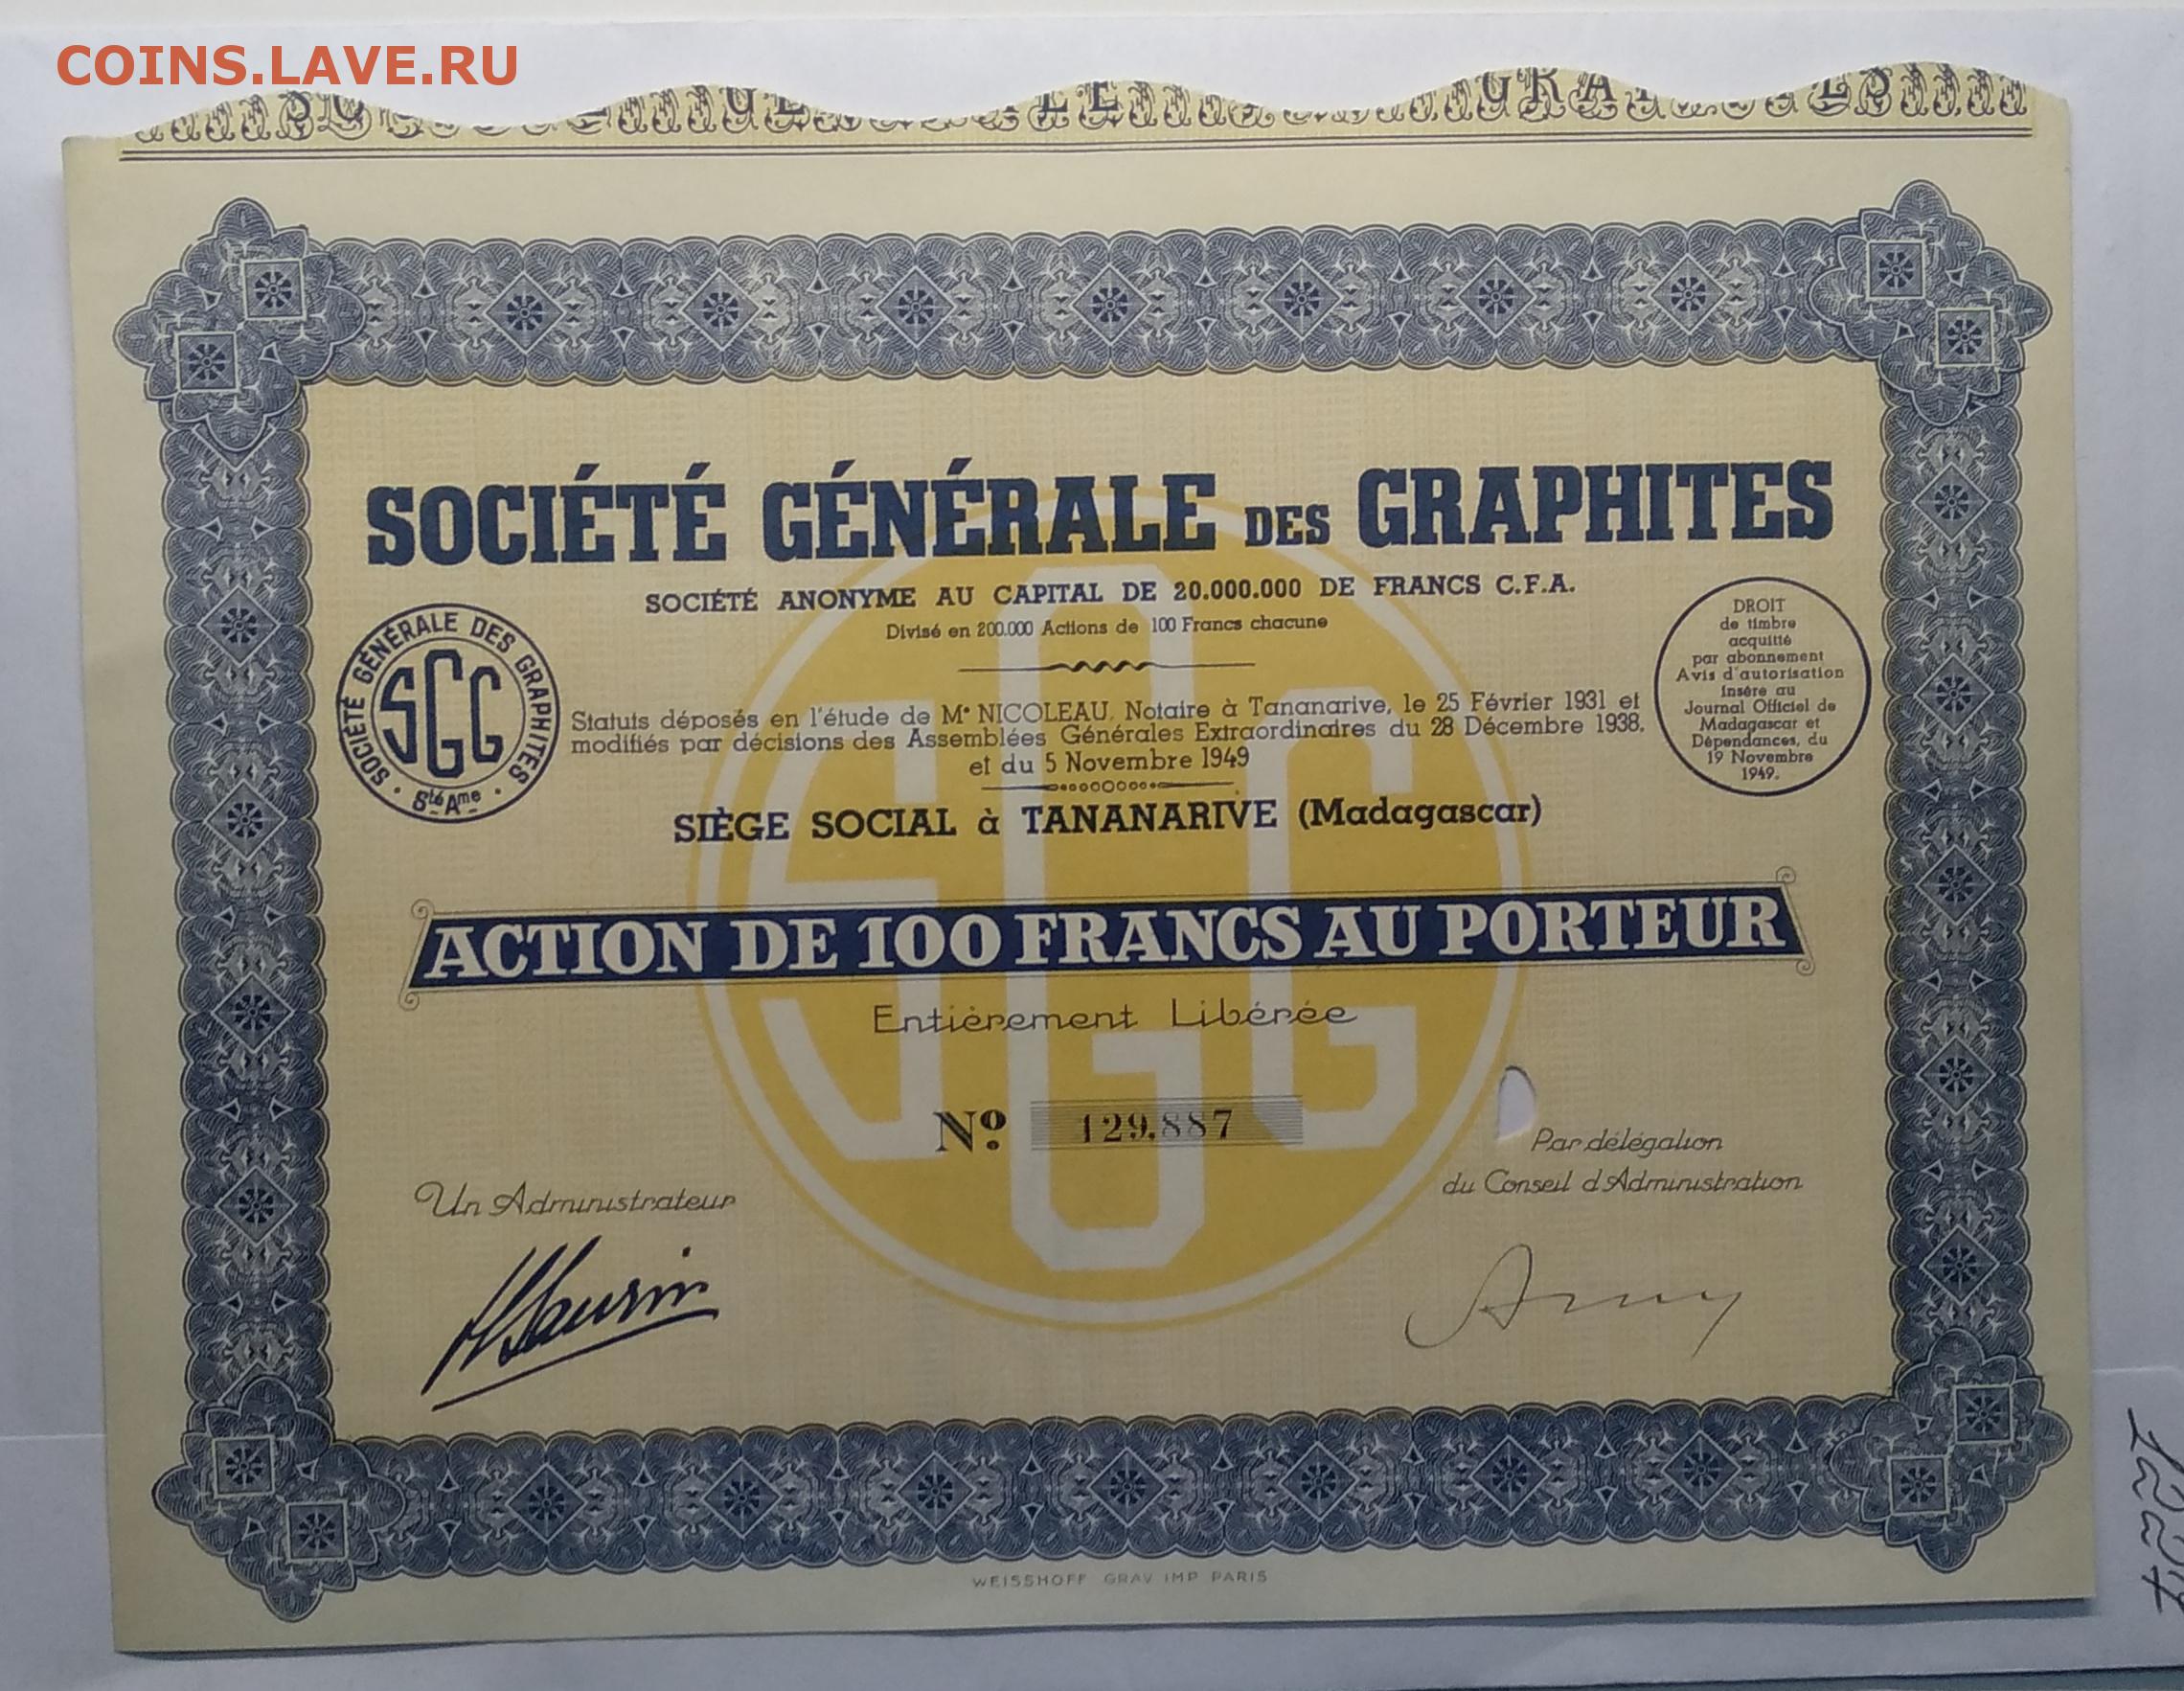 COINS.LAVE.RU
SOCIÉTÉ GÉNÉRALE DES GRAPHITES
SOCIÉTÉ ANONYME AU CAPITAL DE 20.000.000 DE FRANCS C.F.A.
Divisé en 200.000 Actions de 100 Francs chacune
SOCIÉTÉ GÉNÉRALE DES GRAPHITES
SGG
Sté Ame
Statuts déposés en l'étude de Me NICOLEAU, Notaire à Tananarive, le 25 Février 1931 et
modifiés par décisions des Assemblées Générales Extraordinaires du 28 Décembre 1938,
et du 5 Novembre 1949
DROIT
de timbre
acquitté
par abonnement
Avis d'autorisation
insére au
Journal Officiel de
Madagascar et
Dépendances, du
19 Novembre
1949.
SIÈGE SOCIAL à TANANARIVE (Madagascar)
SGG
ACTION DE 100 FRANCS AU PORTEUR
Entièrement Libérée
No. 129.887
Un Administrateur
Par délégation
du Conseil d'Administration
WEISSHOFF GRAV IMP PARIS